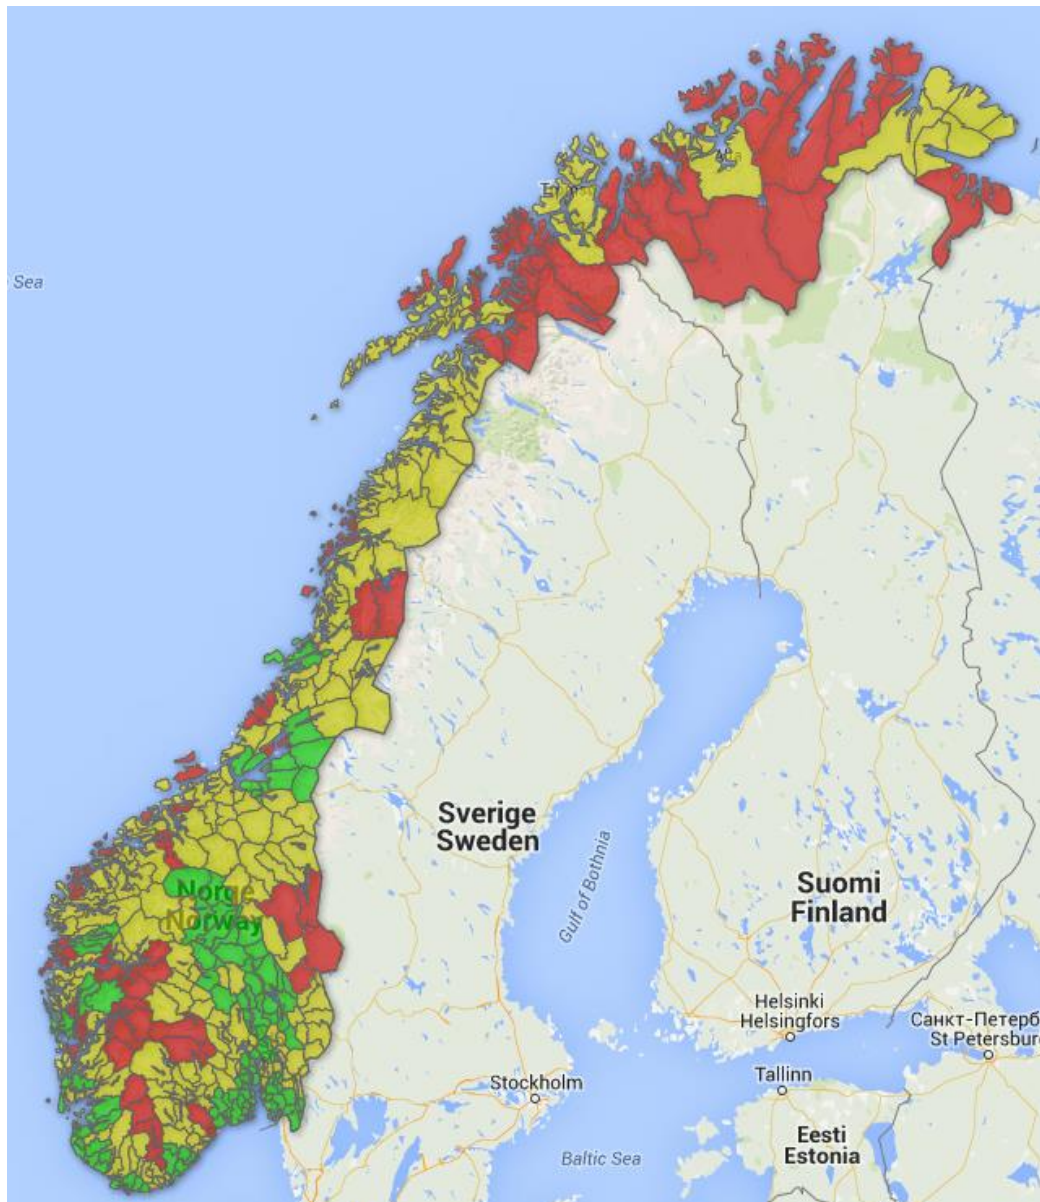 Sea
Norge
Norway
Sverige
Sweden
Suomi
Finland
Gulf of Bothnia
Helsinki
Helsingfors
Санкт-Петерб
St Petersbur
Stockholm
Tallinn
Eesti
Estonia
Baltic Sea